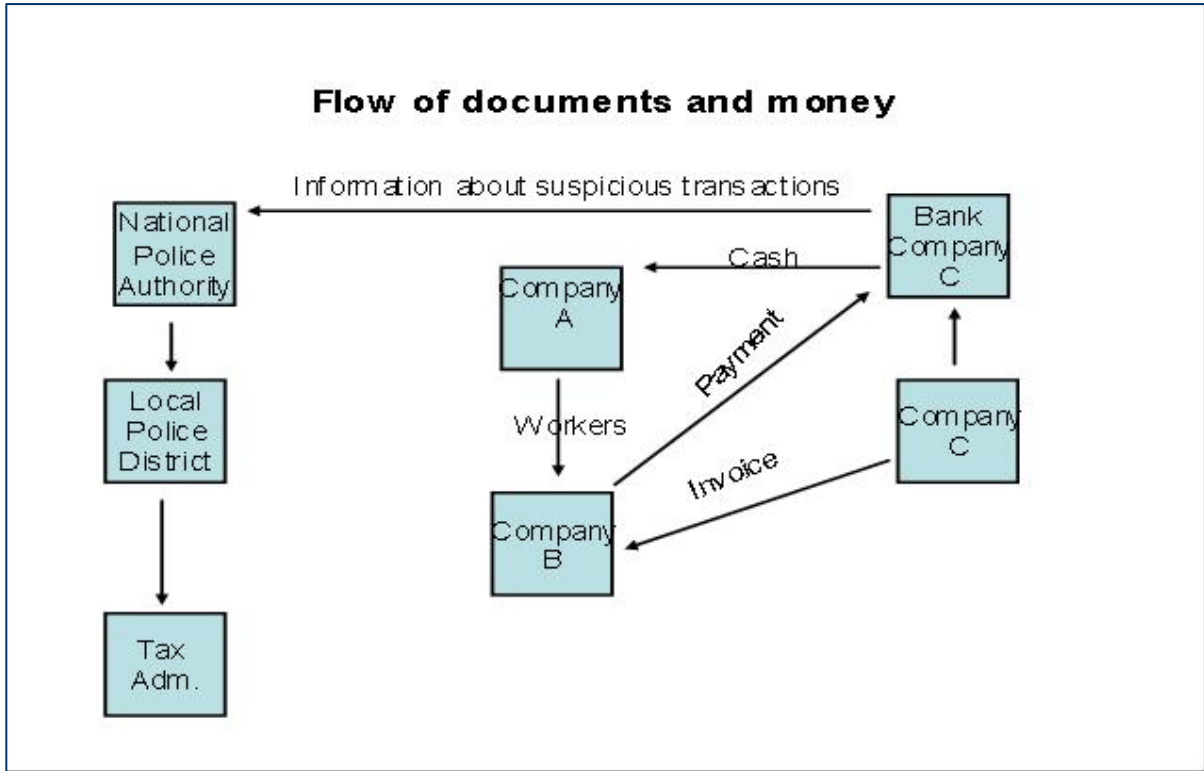 Flow of documents and money
Information about suspicious transactions
National
Police
Authority
Bank
Company
C
Cash
Company
A
Payment
Local
Police
District
Workers
Company
C
Invoice
Company
B
Tax
Adm.